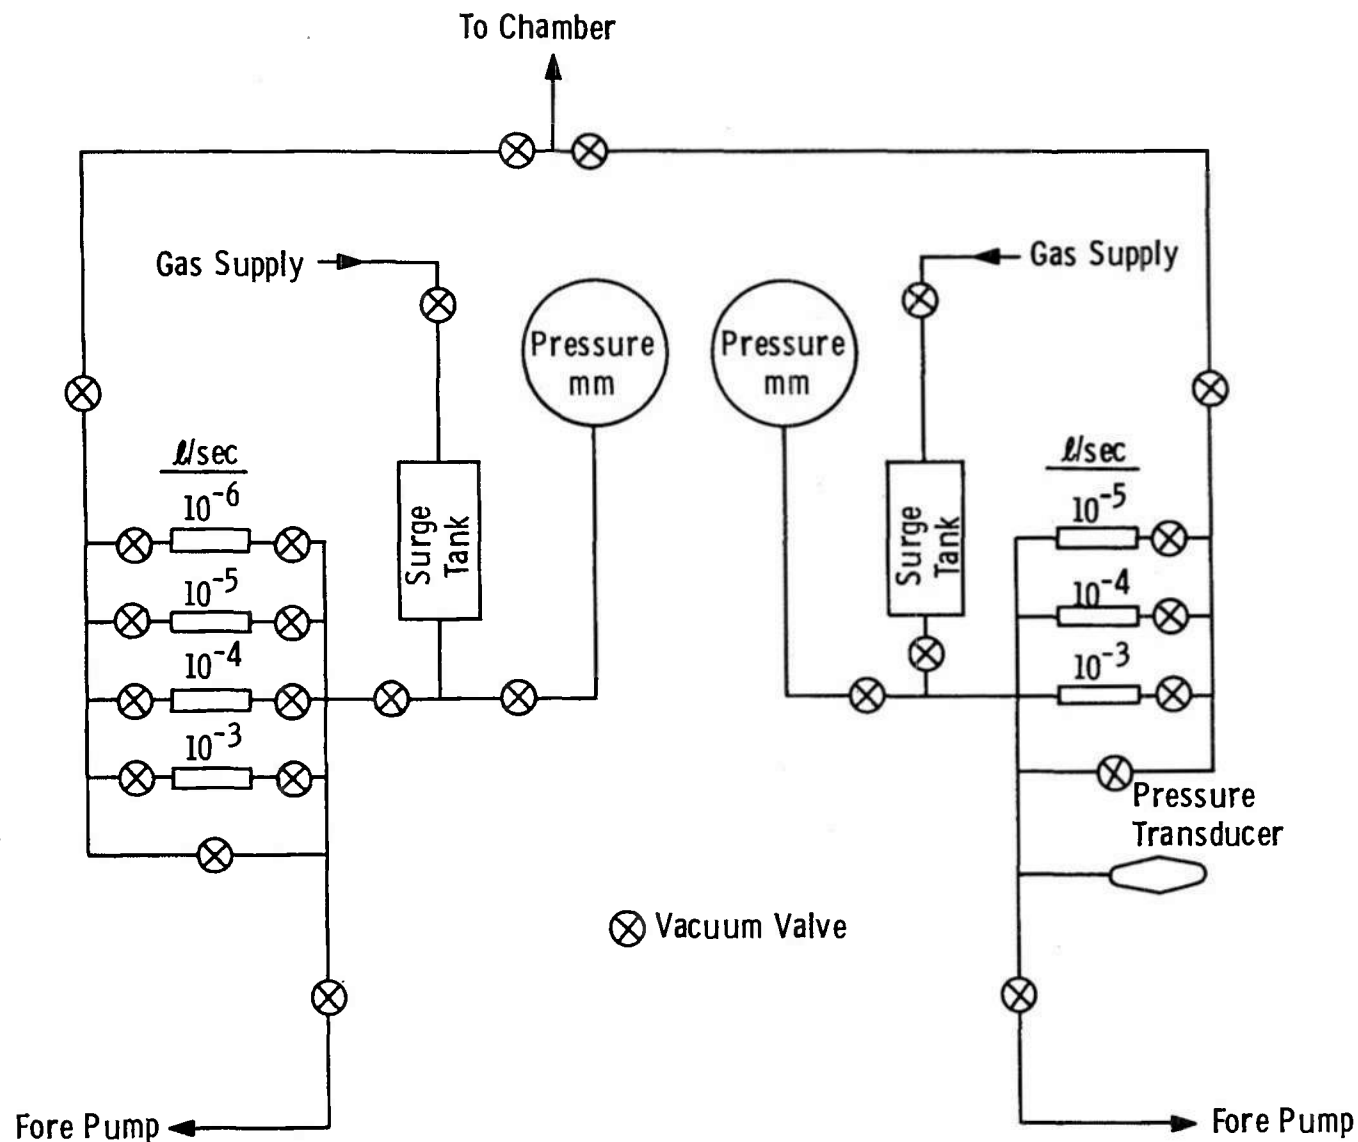 To Chamber
Gas Supply
Gas Supply
Pressure
mm
Pressure
mm
ℓ/sec
10⁻⁶
10⁻⁵
10⁻⁴
10⁻³
Surge
Tank
Surge
Tank
ℓ/sec
10⁻⁵
10⁻⁴
10⁻³
Pressure
Transducer
Vacuum Valve
Fore Pump
Fore Pump